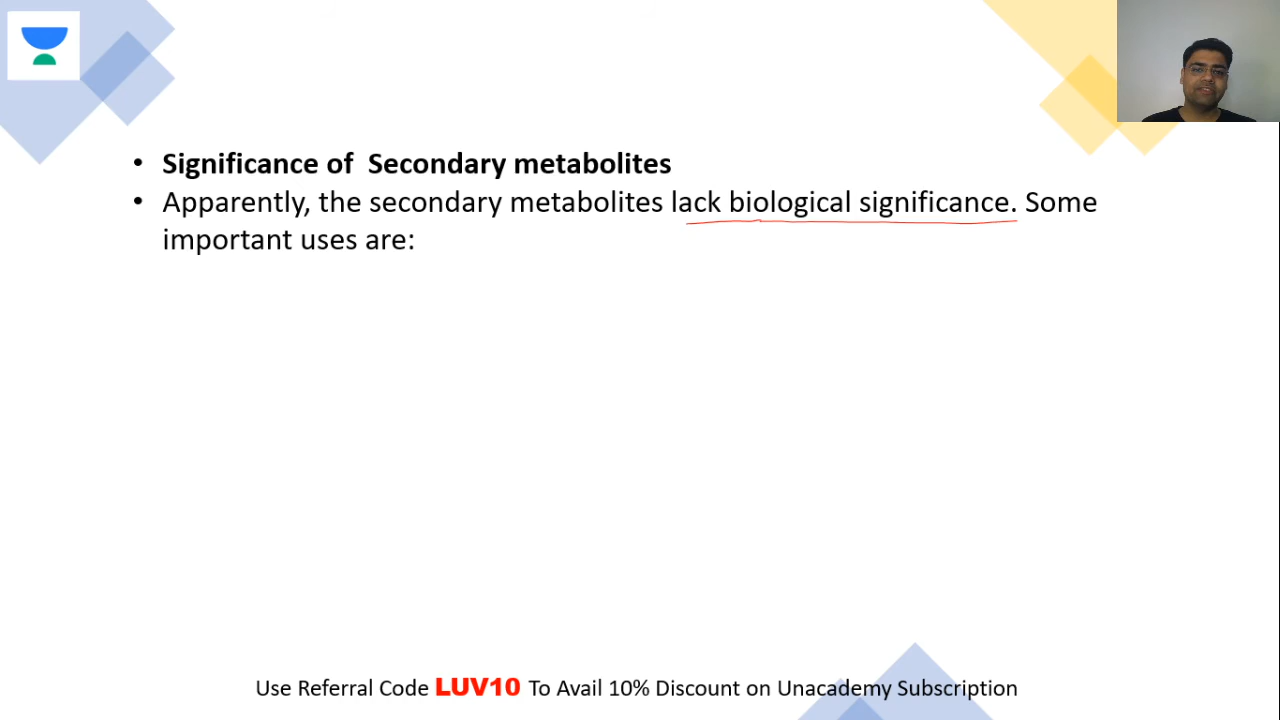 • Significance of  Secondary metabolites
• Apparently, the secondary metabolites lack biological significance. Some
important uses are:
Use Referral Code LUV10 To Avail 10% Discount on Unacademy Subscription